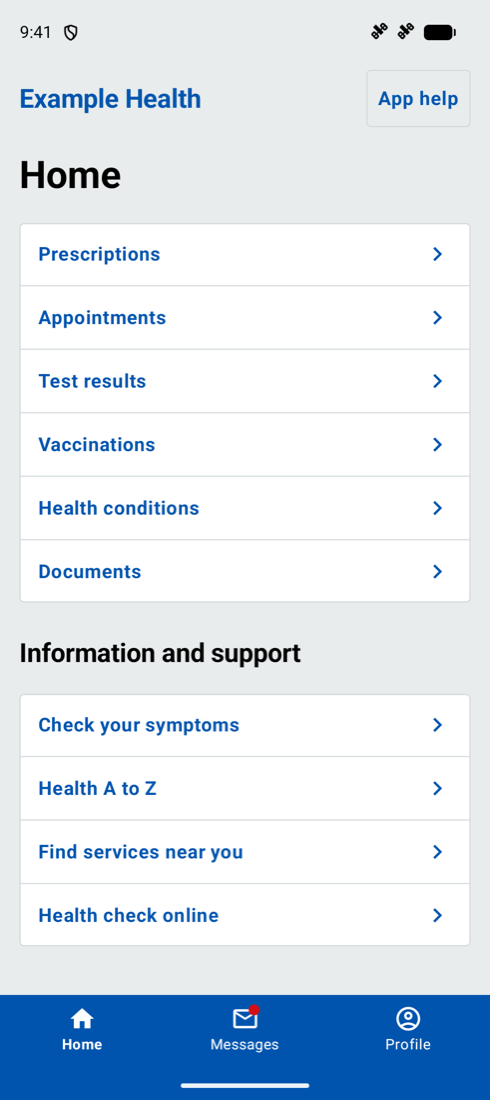 9:41
Example Health
App help
Home
Prescriptions
Appointments
Test results
Vaccinations
Health conditions
Documents
Information and support
Check your symptoms
Health A to Z
Find services near you
Health check online
Home
Messages
Profile